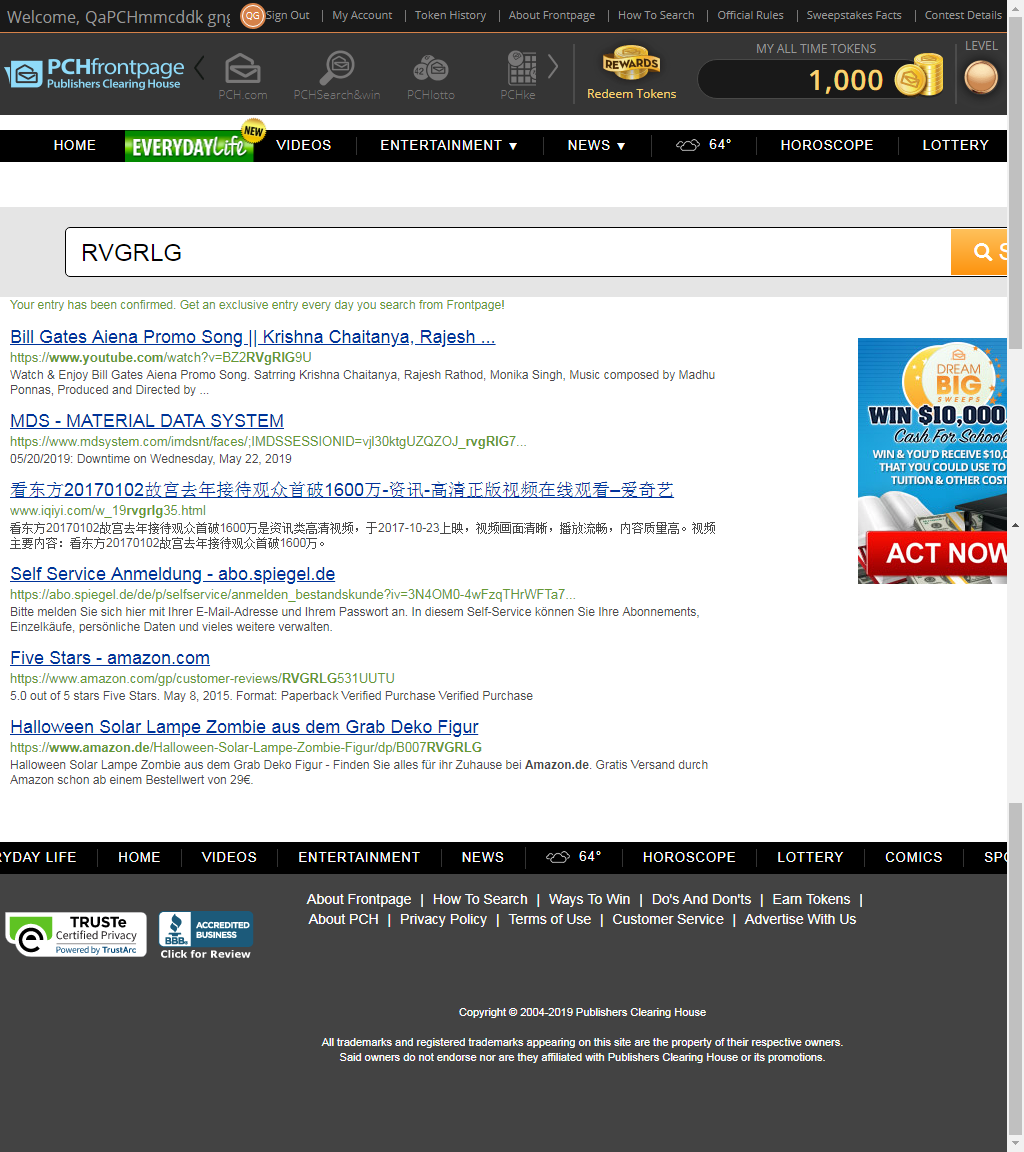 Welcome, QaPCHmmcddk gng
QG Sign Out | My Account | Token History | About Frontpage | How To Search | Official Rules | Sweepstakes Facts | Contest Details
PCHfrontpage
Publishers Clearing House
PCH.com PCHSearch&win PCHlotto PCHke
42
REWARDS
Redeem Tokens
MY ALL TIME TOKENS
1,000
LEVEL
HOME EVERYDAY Life NEW VIDEOS ENTERTAINMENT ▼ NEWS ▼ 64° HOROSCOPE LOTTERY
RVGRLG
S
Your entry has been confirmed. Get an exclusive entry every day you search from Frontpage!
Bill Gates Aiena Promo Song || Krishna Chaitanya, Rajesh ...
https://www.youtube.com/watch?v=BZ2RVgRlG9U
Watch & Enjoy Bill Gates Aiena Promo Song. Satrring Krishna Chaitanya, Rajesh Rathod, Monika Singh, Music composed by Madhu
Ponnas, Produced and Directed by ...
MDS - MATERIAL DATA SYSTEM
https://www.mdsystem.com/imdsnt/faces/;IMDSSESSIONID=vjl30ktgUZQZOJ_rvgRlG7...
05/20/2019: Downtime on Wednesday, May 22, 2019
看东方20170102故宫去年接待观众首破1600万-资讯-高清正版视频在线观看–爱奇艺
www.iqiyi.com/w_19rvgrlg35.html
看东方20170102故宫去年接待观众首破1600万是资讯类高清视频，于2017-10-23上映，视频画面清晰，播放流畅，内容质量高。视频
主要内容：看东方20170102故宫去年接待观众首破1600万。
Self Service Anmeldung - abo.spiegel.de
https://abo.spiegel.de/de/p/selfservice/anmelden_bestandskunde?iv=3N4OM0-4wFzqTHrWFTa7...
Bitte melden Sie sich hier mit Ihrer E-Mail-Adresse und Ihrem Passwort an. In diesem Self-Service können Sie Ihre Abonnements,
Einzelkäufe, persönliche Daten und vieles weitere verwalten.
Five Stars - amazon.com
https://www.amazon.com/gp/customer-reviews/RVGRLG531UUTU
5.0 out of 5 stars Five Stars. May 8, 2015. Format: Paperback Verified Purchase Verified Purchase
Halloween Solar Lampe Zombie aus dem Grab Deko Figur
https://www.amazon.de/Halloween-Solar-Lampe-Zombie-Figur/dp/B007RVGRLG
Halloween Solar Lampe Zombie aus dem Grab Deko Figur - Finden Sie alles für ihr Zuhause bei Amazon.de. Gratis Versand durch
Amazon schon ab einem Bestellwert von 29€.
DREAM
BIG
SWEEPS
WIN $10,000
Cash For School
WIN & YOU'D RECEIVE $10,0
THAT YOU COULD USE TO
TUITION & OTHER COST
ACT NOW
RYDAY LIFE HOME VIDEOS ENTERTAINMENT NEWS 64° HOROSCOPE LOTTERY COMICS SPO
About Frontpage | How To Search | Ways To Win | Do's And Don'ts | Earn Tokens |
About PCH | Privacy Policy | Terms of Use | Customer Service | Advertise With Us
TRUSTe
Certified Privacy
Powered by TrustArc
BBB
ACCREDITED
BUSINESS
Click for Review
Copyright © 2004-2019 Publishers Clearing House
All trademarks and registered trademarks appearing on this site are the property of their respective owners.
Said owners do not endorse nor are they affiliated with Publishers Clearing House or its promotions.